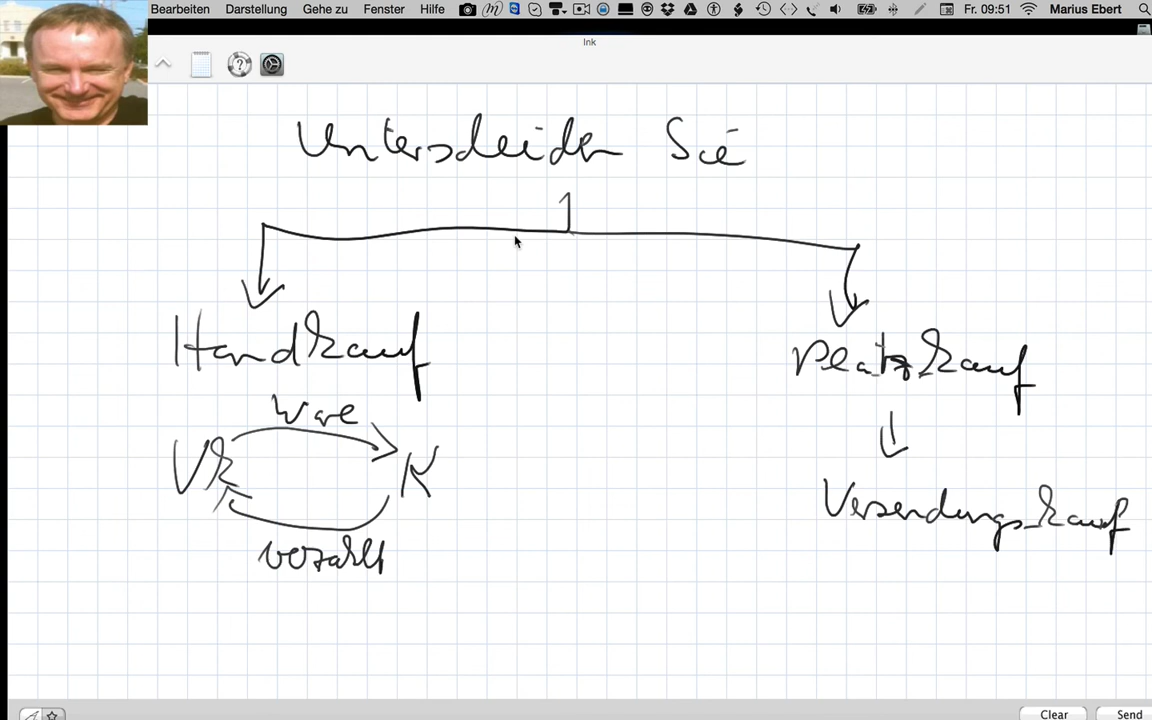 Bearbeiten Darstellung Gehe zu Fenster Hilfe Fr. 09:51 Marius Ebert
Ink
Unterscheiden Sie
Handkauf Platzkauf
Ware
Vk K
Versendungskauf
bezahlt
Clear Send